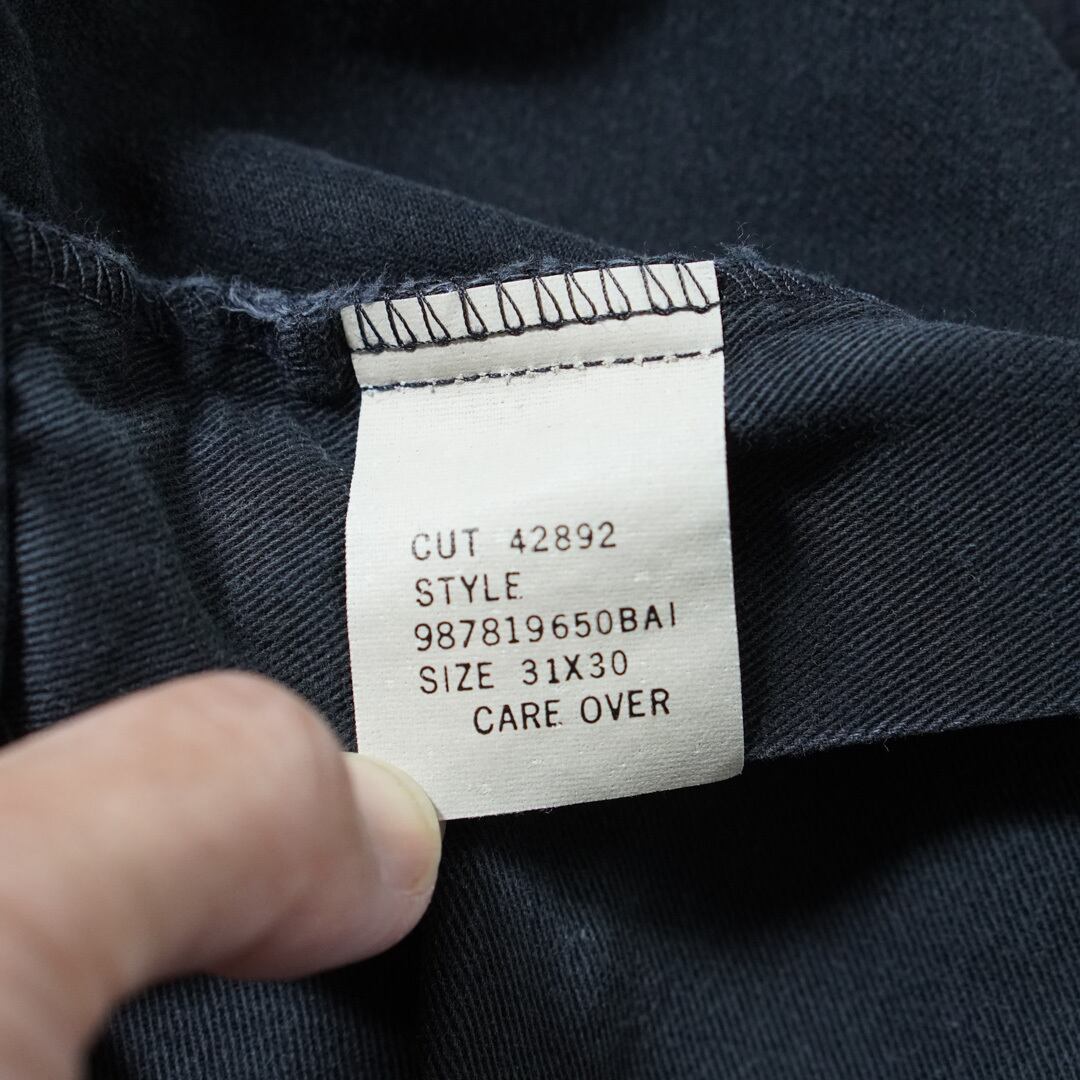 CUT 42892
STYLE
987819650BAI
SIZE 31X30
CARE OVER